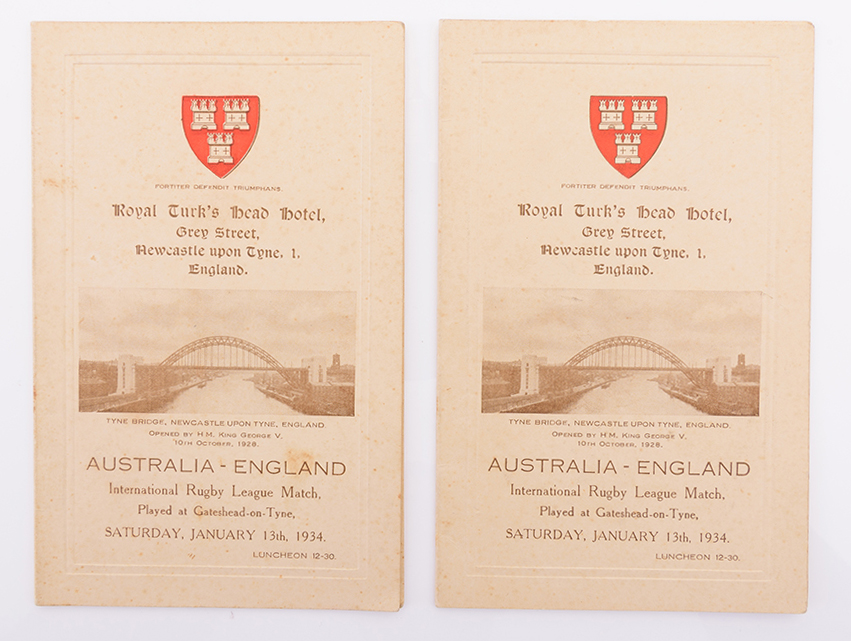 FORTITER DEFENDIT TRIUMPHANS.
Royal Turk's Head Hotel,
Grey Street,
Newcastle upon Tyne, 1,
England.
TYNE BRIDGE, NEWCASTLE UPON TYNE, ENGLAND.
OPENED BY H.M. KING GEORGE V.
10TH OCTOBER, 1928.
AUSTRALIA - ENGLAND
International Rugby League Match,
Played at Gateshead-on-Tyne,
SATURDAY, JANUARY 13th, 1934.
LUNCHEON 12-30.
FORTITER DEFENDIT TRIUMPHANS.
Royal Turk's Head Hotel,
Grey Street,
Newcastle upon Tyne, 1,
England.
TYNE BRIDGE, NEWCASTLE UPON TYNE, ENGLAND.
OPENED BY H.M. KING GEORGE V.
10TH OCTOBER, 1928.
AUSTRALIA - ENGLAND
International Rugby League Match,
Played at Gateshead-on-Tyne,
SATURDAY, JANUARY 13th, 1934.
LUNCHEON 12-30.